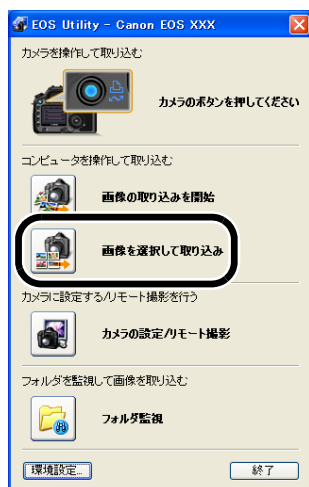 EOS Utility - Canon EOS XXX
カメラを操作して取り込む
カメラのボタンを押してください
コンピュータを操作して取り込む
画像の取り込みを開始
画像を選択して取り込み
カメラに設定する/リモート撮影を行う
カメラの設定/リモート撮影
フォルダを監視して画像を取り込む
フォルダ監視
環境設定...
終了